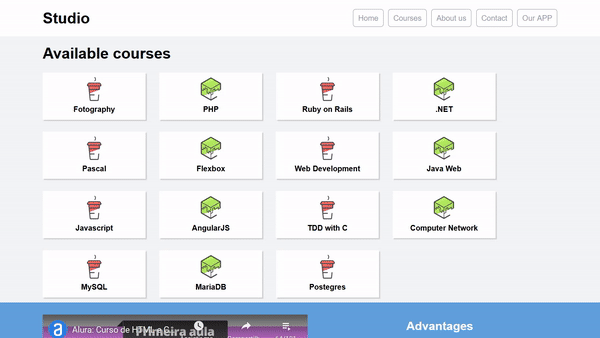 Studio
Home Courses About us Contact Our APP
Available courses
Fotography PHP Ruby on Rails .NET
Pascal Flexbox Web Development Java Web
Javascript AngularJS TDD with C Computer Network
MySQL MariaDB Postegres
Alura: Curso de HTML e C
Primeira aula
Advantages